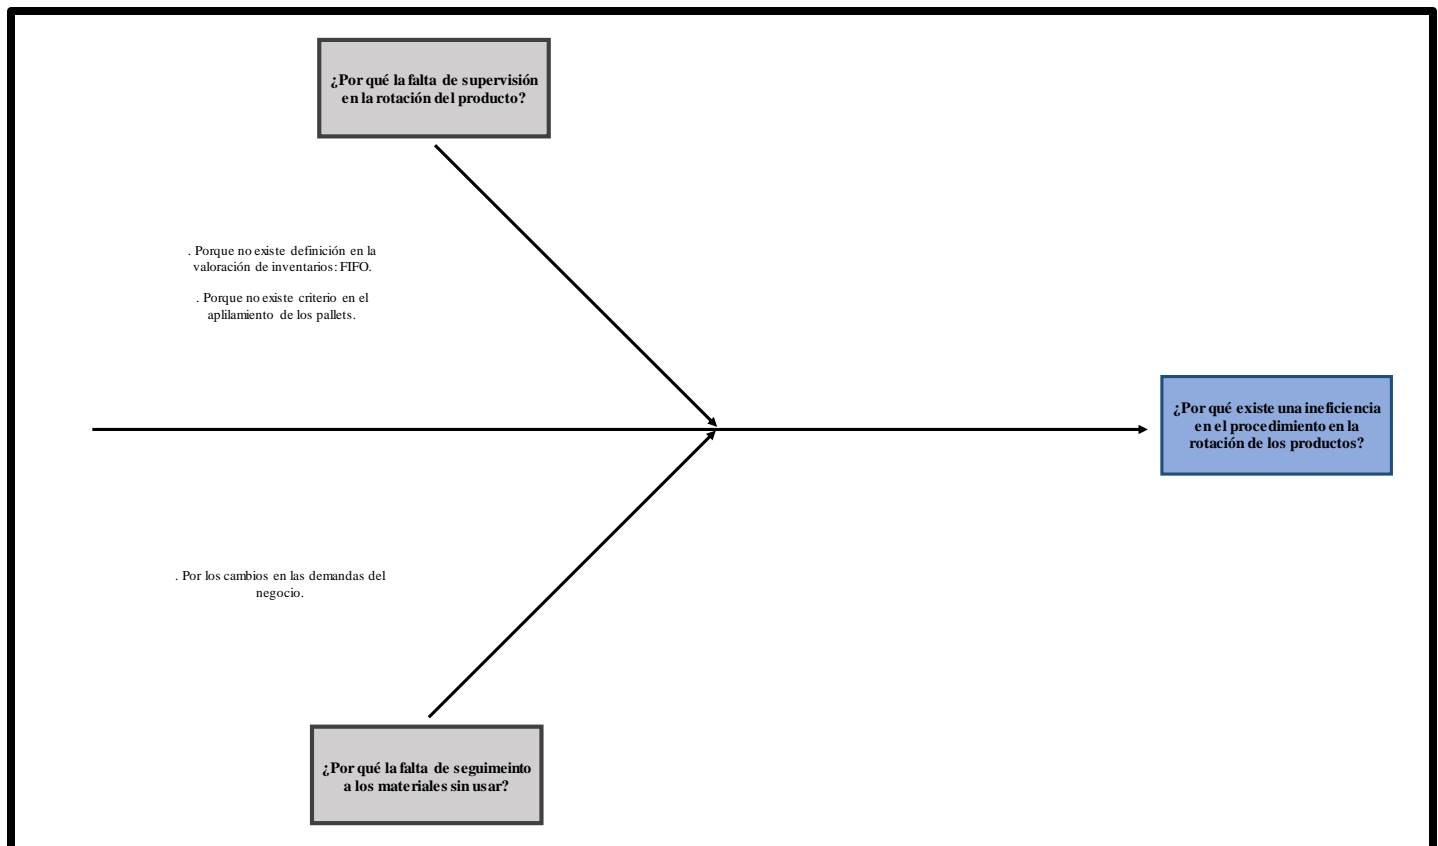 ¿Por qué la falta de supervisión
en la rotación del producto?
. Porque no existe definición en la
valoración de inventarios: FIFO.
. Porque no existe criterio en el
aplilamiento de los pallets.
¿Por qué existe una ineficiencia
en el procedimiento en la
rotación de los productos?
. Por los cambios en las demandas del
negocio.
¿Por qué la falta de seguimeinto
a los materiales sin usar?